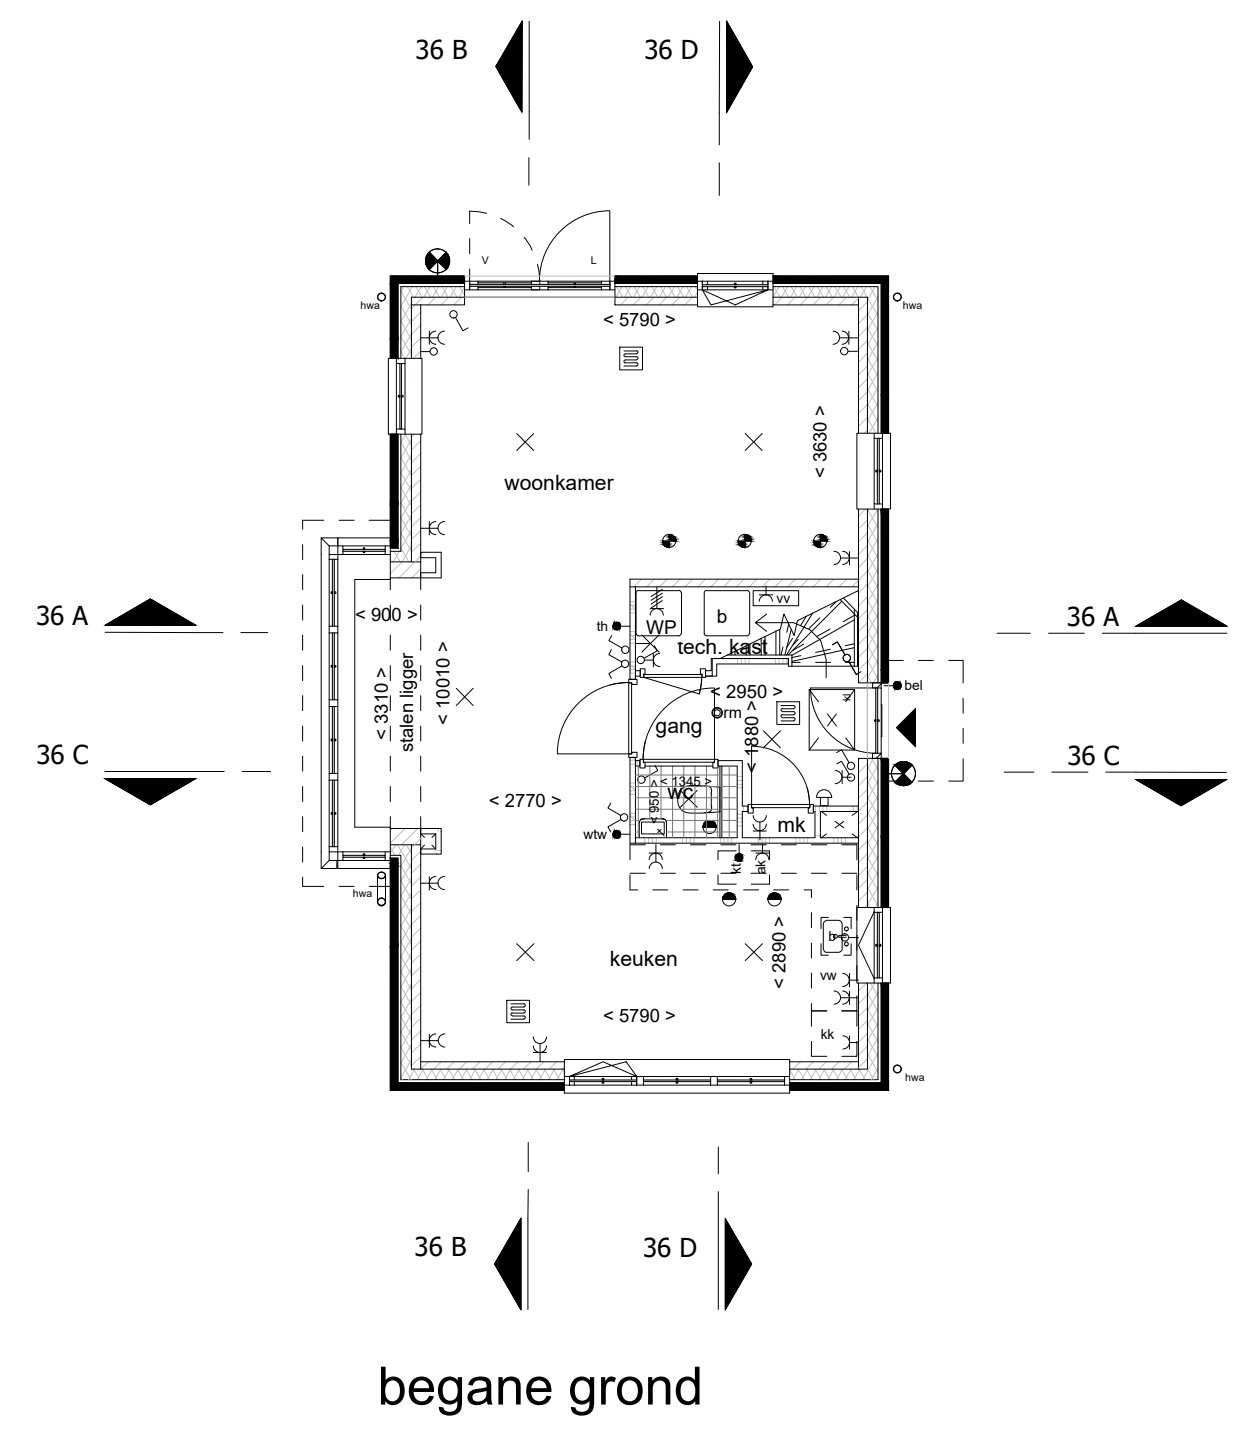 36 B
36 D
V
L
hwa
hwa
< 5790 >
< 3630 >
woonkamer
36 A
36 A
< 900 >
th
WP
b
vv
tech. kast
< 3310 >
stalen ligger
< 10010 >
< 2950 >
bel
rm
gang
< 1880 >
36 C
36 C
< 1345 >
WC
< 950 >
< 2770 >
wtw
mk
hwa
kt
ak
keuken
< 2890 >
vw
< 5790 >
kk
hwa
36 B
36 D
begane grond